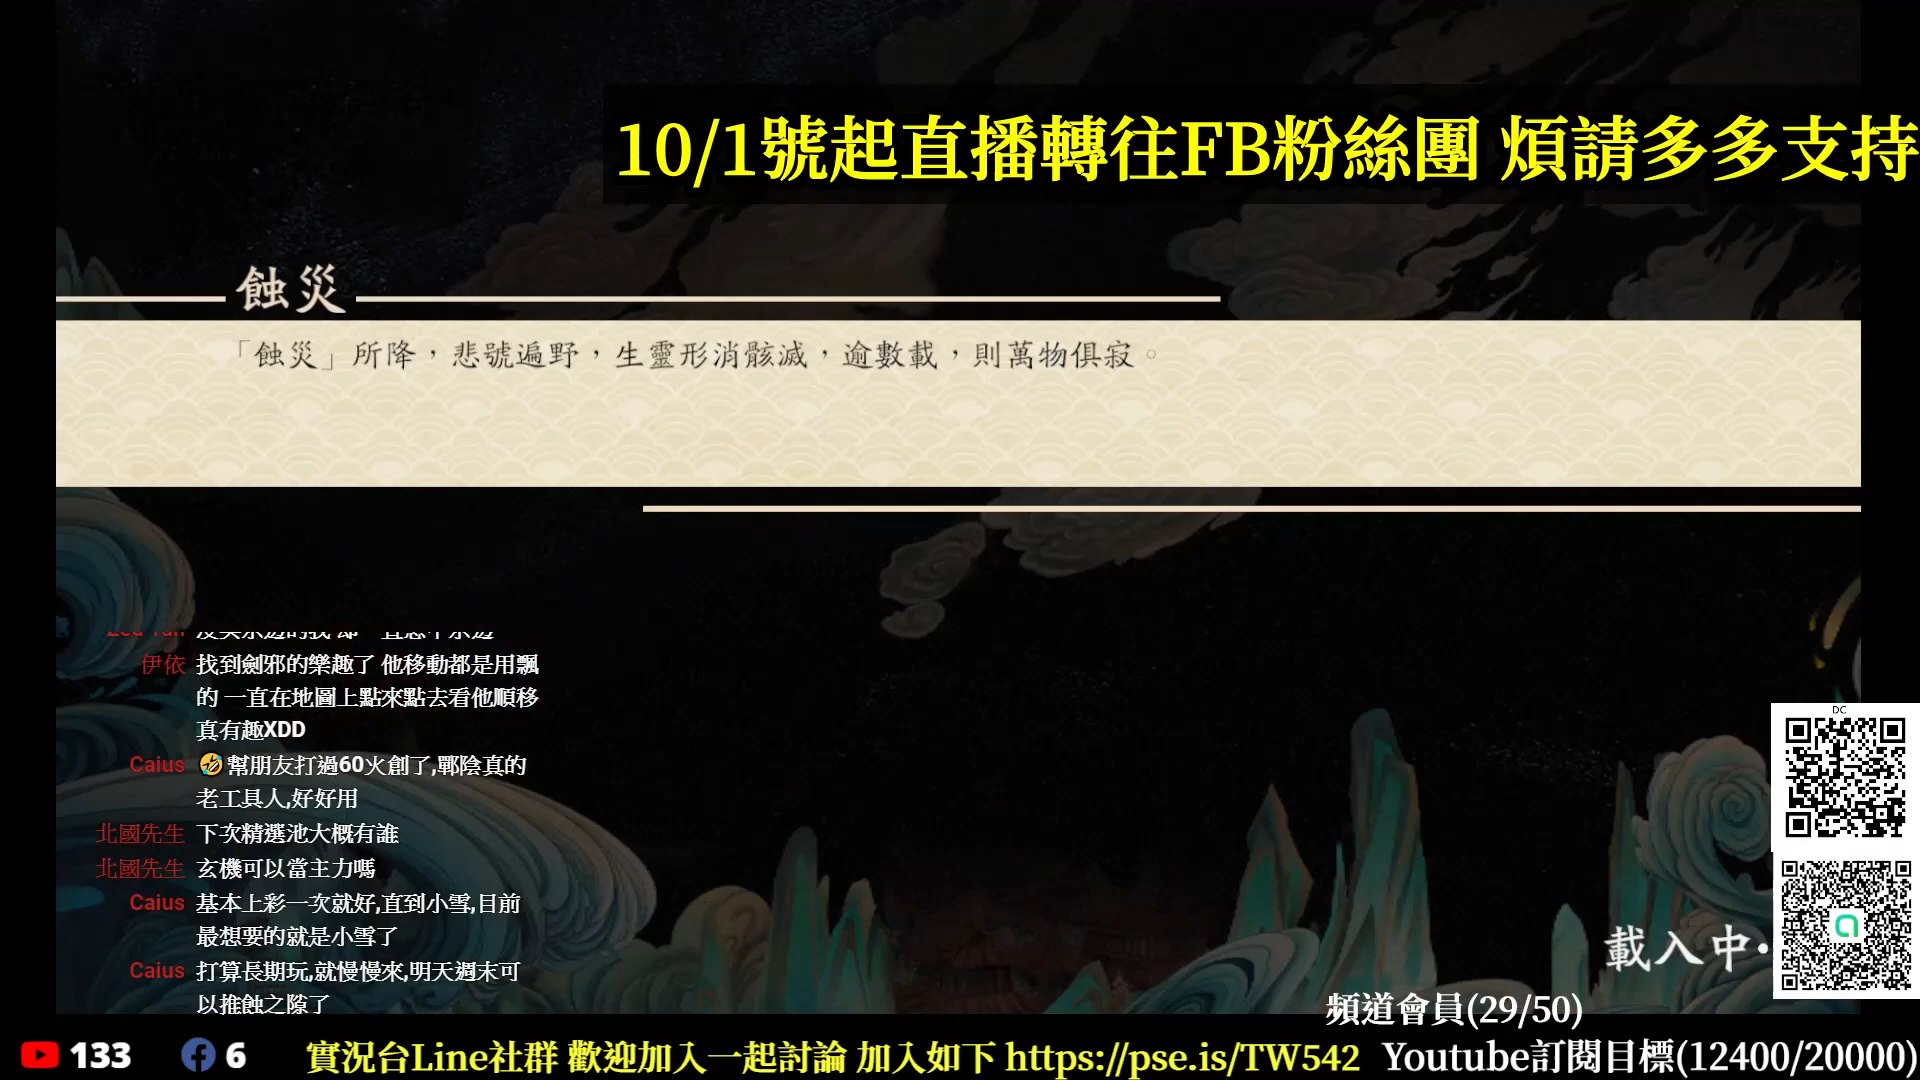 10/1號起直播轉往FB粉絲團 煩請多多支持
蝕災
「蝕災」所降，悲號遍野，生靈形消骸滅，逾數載，則萬物俱寂。
伊依 找到劍邪的樂趣了 他移動都是用飄
的 一直在地圖上點來點去看他順移
真有趣XDD
Caius 🤣幫朋友打過60火創了,鄲陰真的
老工具人,好好用
北國先生 下次精選池大概有誰
北國先生 玄機可以當主力嗎
Caius 基本上彩一次就好,直到小雪,目前
最想要的就是小雪了
Caius 打算長期玩,就慢慢來,明天週末可
以推蝕之隙了
DC
載入中·
頻道會員(29/50)
133 6 實況台Line社群 歡迎加入一起討論 加入如下 https://pse.is/TW542 Youtube訂閱目標(12400/20000)